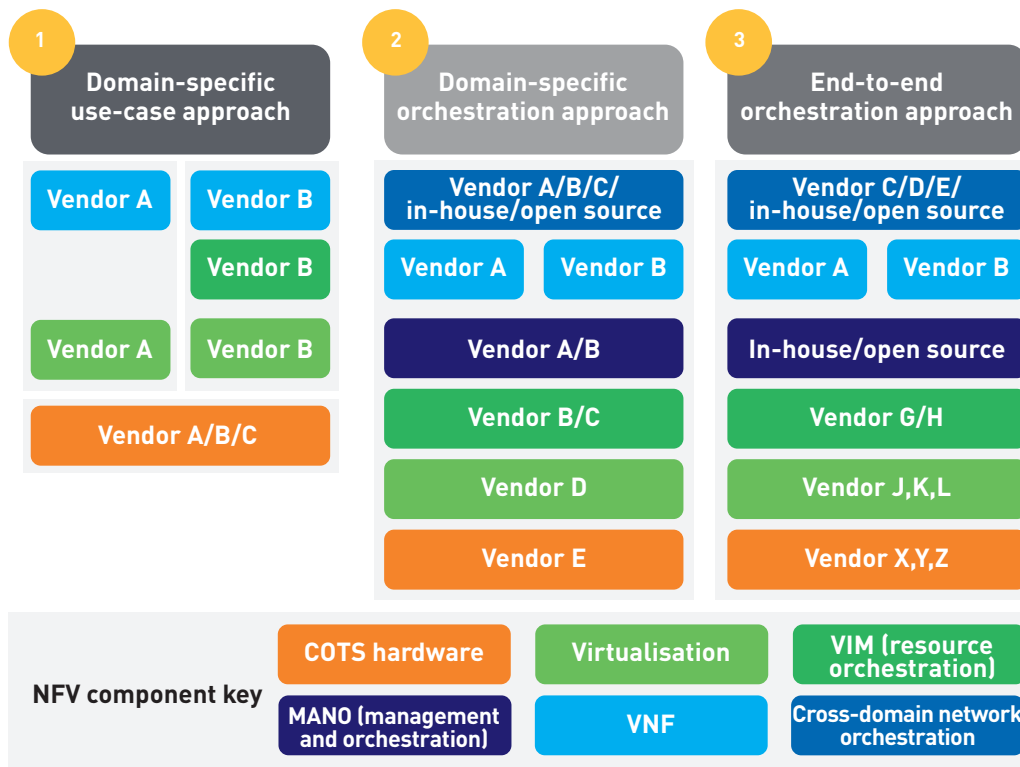 1
Domain-specific
use-case approach
Vendor A
Vendor B
Vendor B
Vendor A
Vendor B
Vendor A/B/C
2
Domain-specific
orchestration approach
Vendor A/B/C/
in-house/open source
Vendor A
Vendor B
Vendor A/B
Vendor B/C
Vendor D
Vendor E
3
End-to-end
orchestration approach
Vendor C/D/E/
in-house/open source
Vendor A
Vendor B
In-house/open source
Vendor G/H
Vendor J,K,L
Vendor X,Y,Z
NFV component key
COTS hardware
Virtualisation
VIM (resource
orchestration)
MANO (management
and orchestration)
VNF
Cross-domain network
orchestration